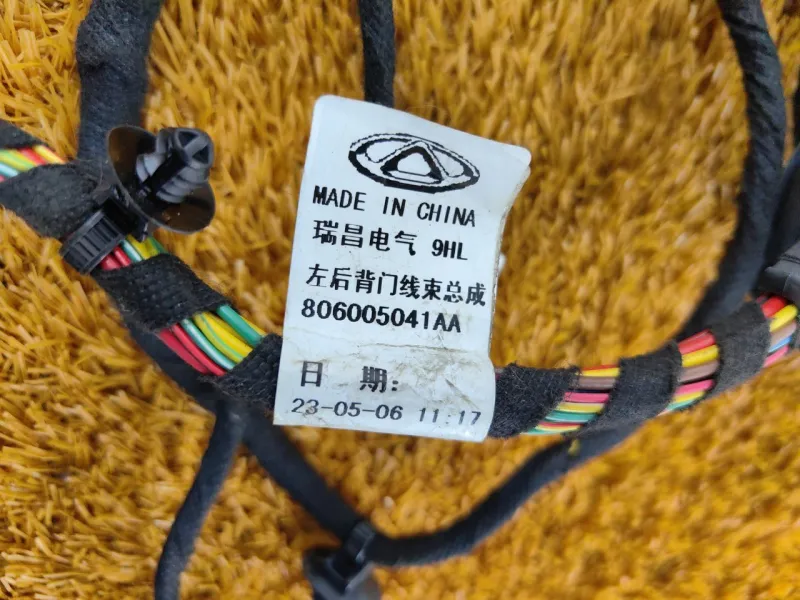 MADE IN CHINA
瑞昌电气 9HL
左后背门线束总成
806005041AA
日 期:
23-05-06 11:17